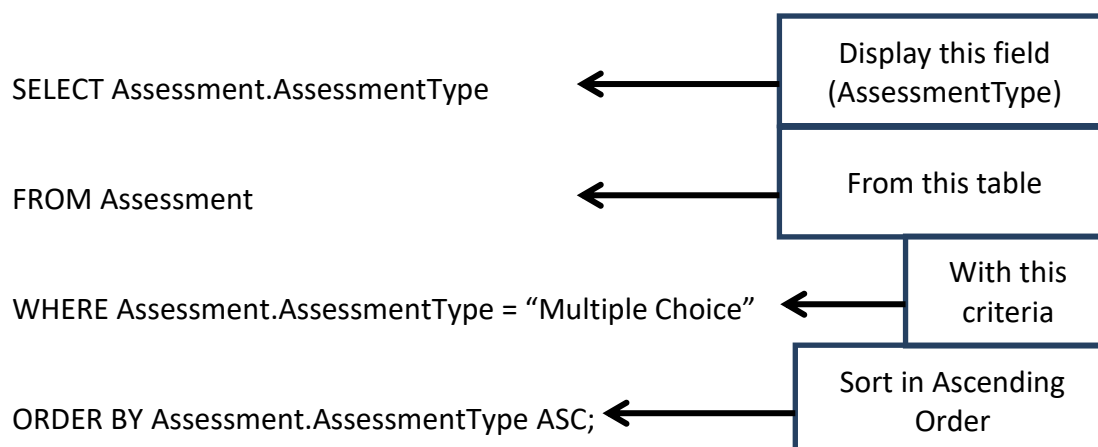 SELECT Assessment.AssessmentType
Display this field
(AssessmentType)
FROM Assessment
From this table
WHERE Assessment.AssessmentType = “Multiple Choice”
With this
criteria
ORDER BY Assessment.AssessmentType ASC;
Sort in Ascending
Order